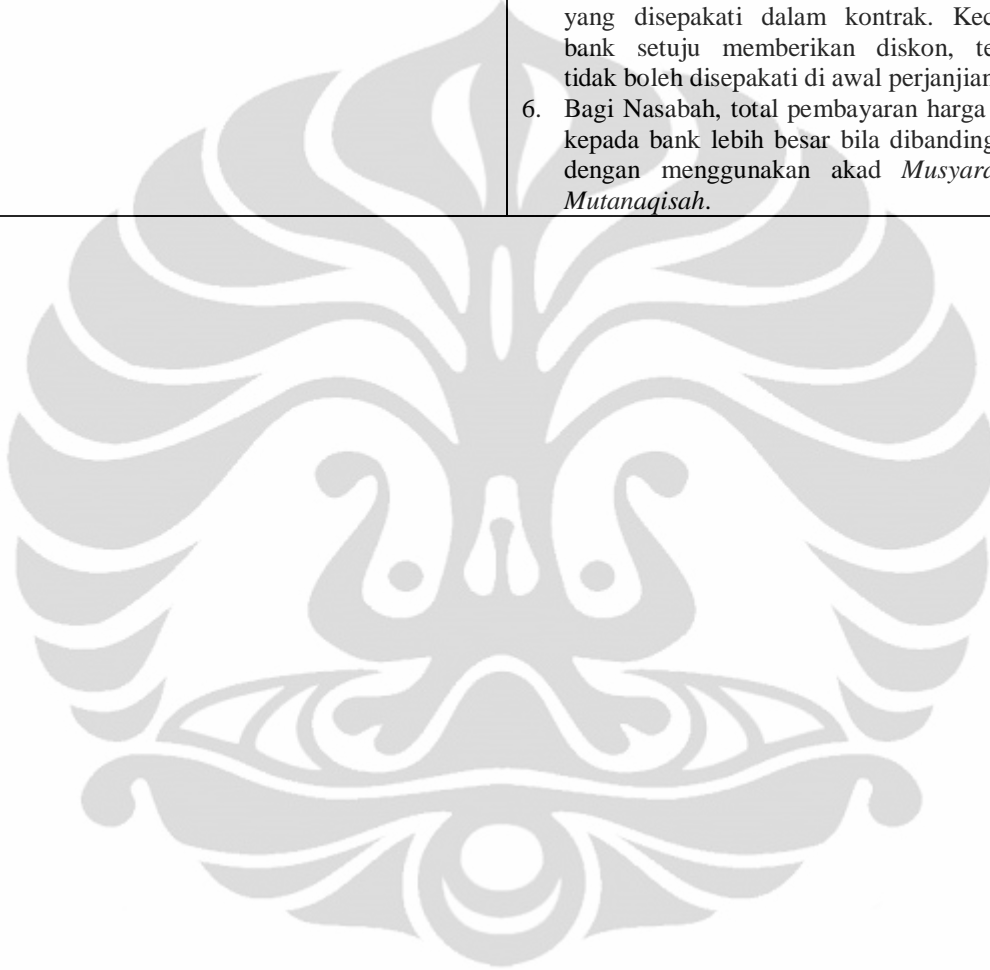 yang disepakati dalam kontrak.
bank setuju memberikan diskon,
tidak boleh disepakati di awal perjanjian
6. Bagi Nasabah, total pembayaran harga
kepada bank lebih besar bila
dengan menggunakan akad
Mutanaqisah.